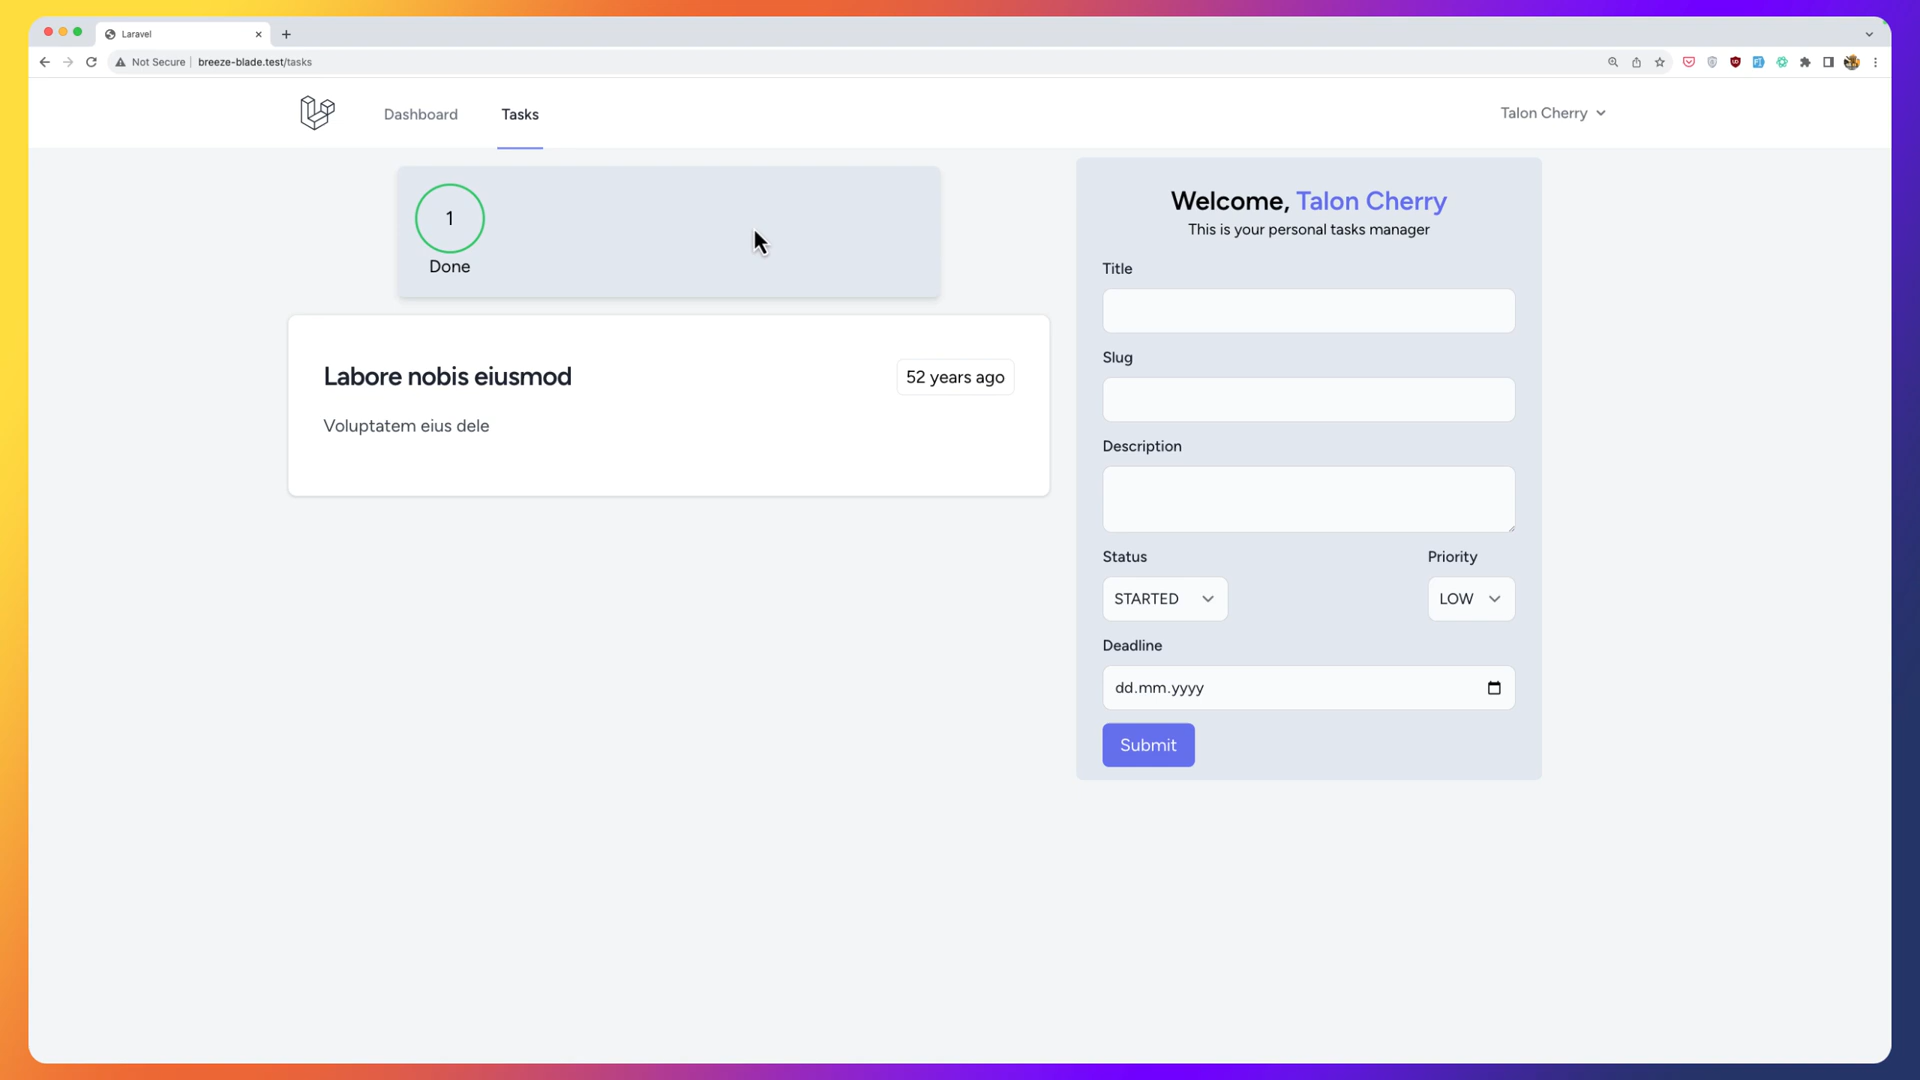 Laravel
Not Secure
breeze-blade.test/tasks
Dashboard
Tasks
Talon Cherry
1
Done
Labore nobis eiusmod
52 years ago
Voluptatem eius dele
Welcome, Talon Cherry
This is your personal tasks manager
Title
Slug
Description
Status
Priority
STARTED
LOW
Deadline
dd.mm.yyyy
Submit